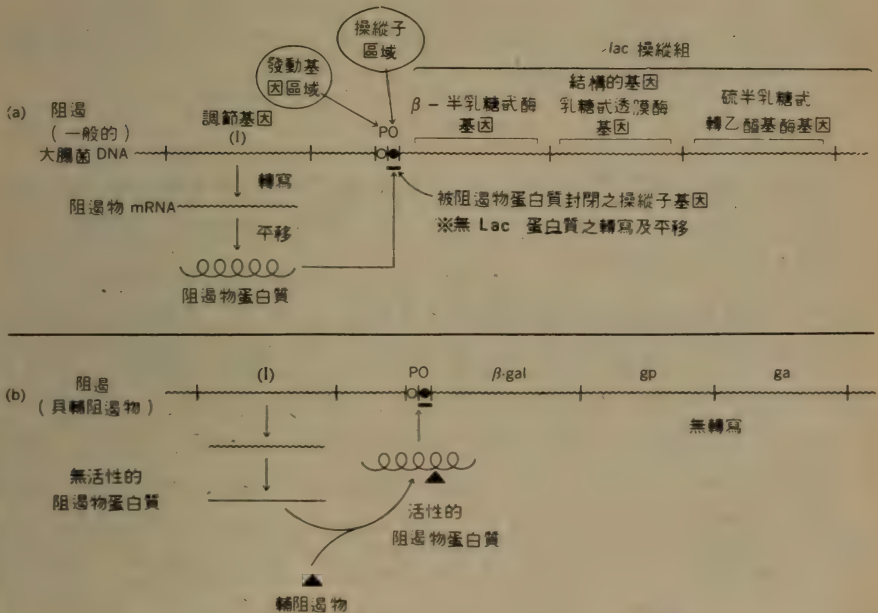 操縱子
區域
發動基
因區域
lac 操縱組
結構的基因
(a) 阻遏
(一般的)
大腸菌 DNA
調節基因
(I)
PO
β-半乳糖甙酶
基因
乳糖甙透膜酶
基因
硫半乳糖甙
轉乙醯基酶基因
轉寫
阻遏物 mRNA
平移
阻遏物蛋白質
被阻遏物蛋白質封閉之操縱子基因
※無 Lac 蛋白質之轉寫及平移
(b) 阻遏
(具輔阻遏物)
(I)
PO
β-gal
gp
ga
無轉寫
無活性的
阻遏物蛋白質
活性的
阻遏物蛋白質
輔阻遏物